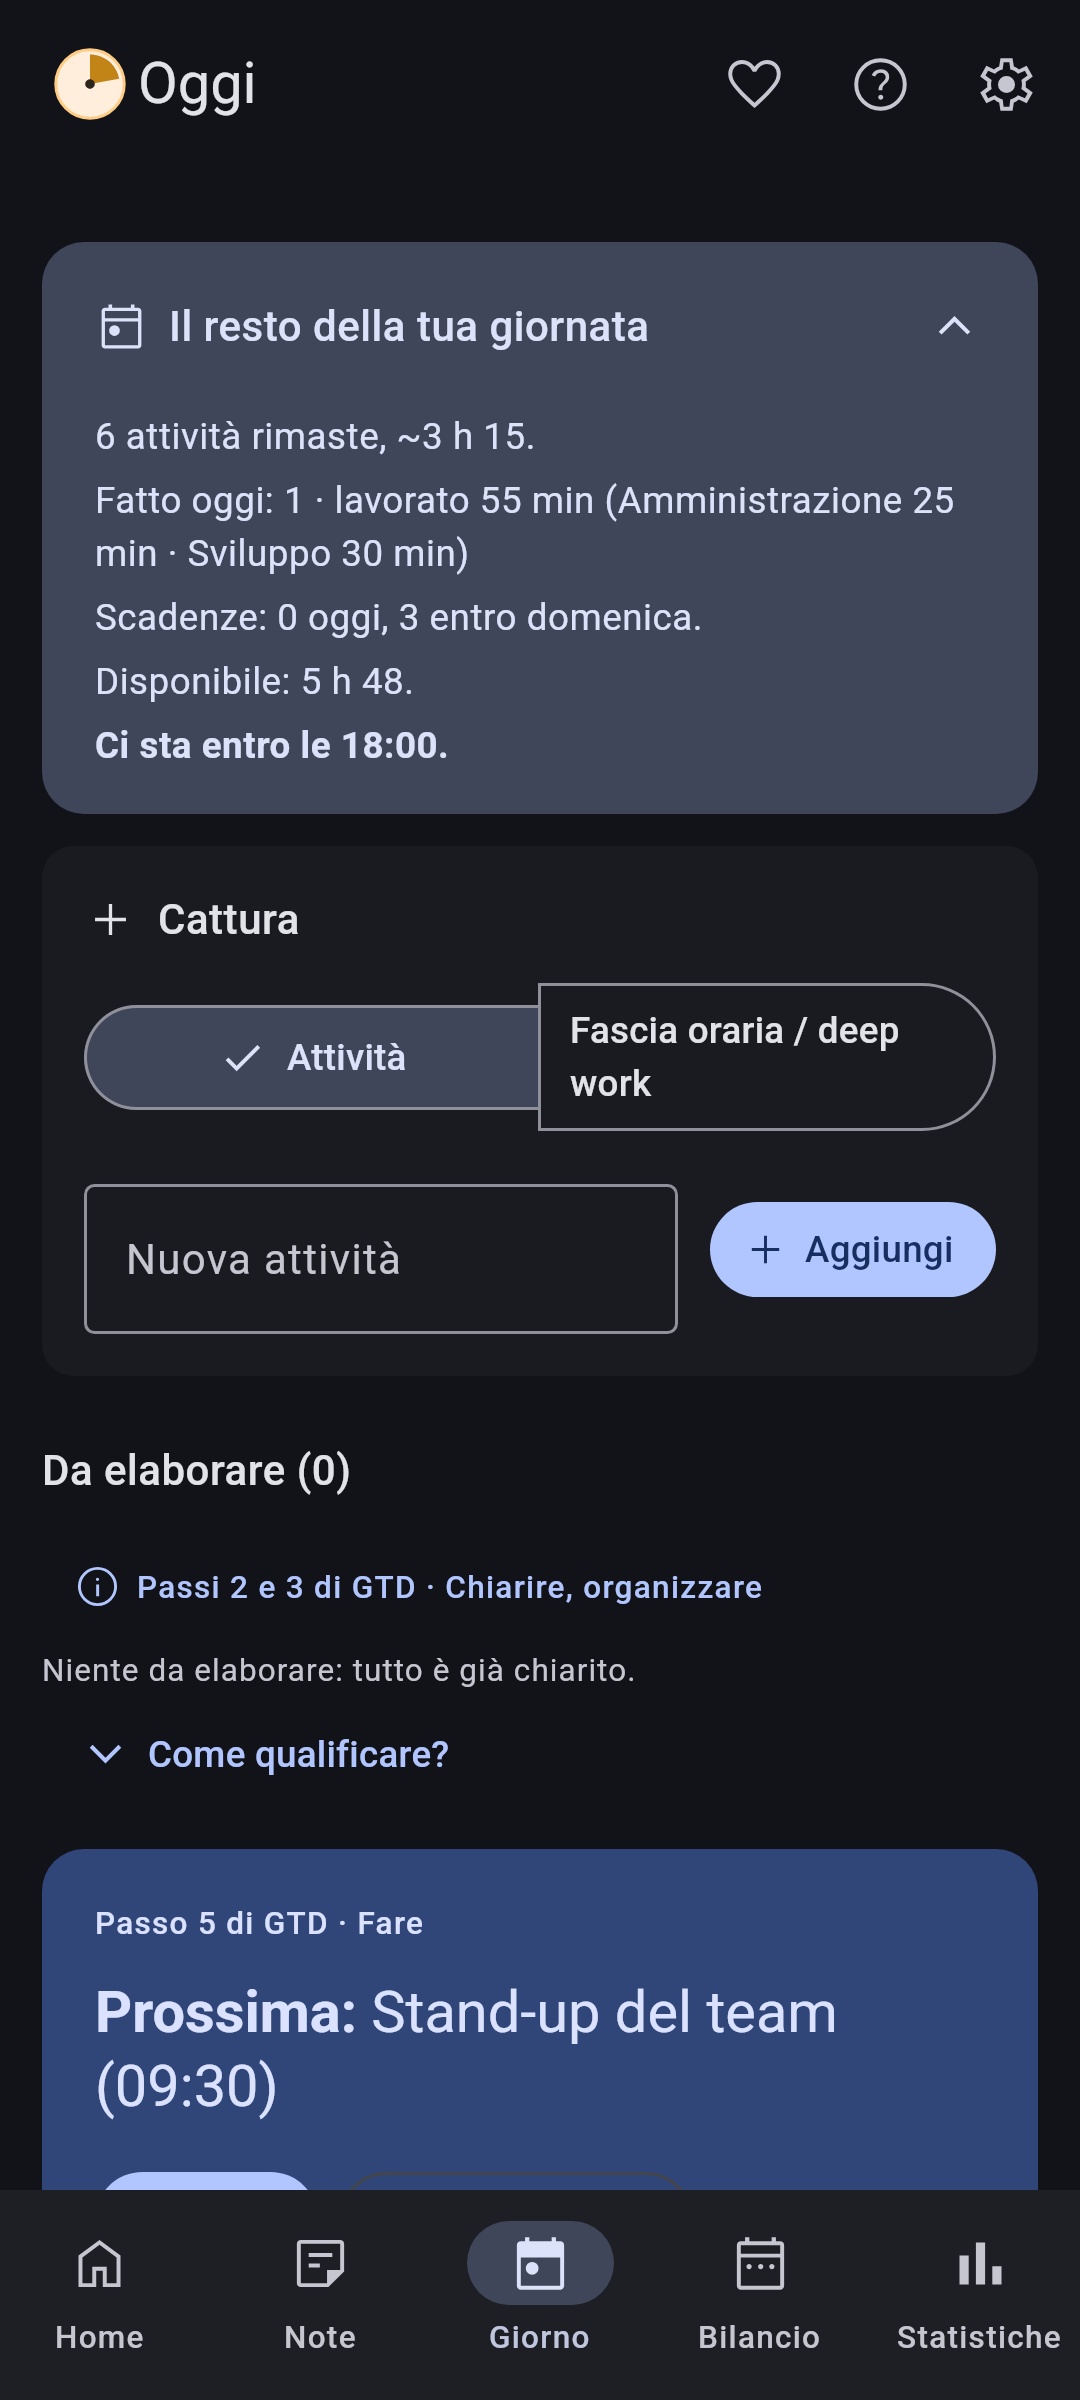 Oggi
Il resto della tua giornata
6 attività rimaste, ~3 h 15.
Fatto oggi: 1 · lavorato 55 min (Amministrazione 25
min · Sviluppo 30 min)
Scadenze: 0 oggi, 3 entro domenica.
Disponibile: 5 h 48.
Ci sta entro le 18:00.
Cattura
Attività
Fascia oraria / deep
work
Nuova attività
Aggiungi
Da elaborare (0)
Passi 2 e 3 di GTD · Chiarire, organizzare
Niente da elaborare: tutto è già chiarito.
Come qualificare?
Passo 5 di GTD · Fare
Prossima: Stand-up del team
(09:30)
Home
Note
Giorno
Bilancio
Statistiche